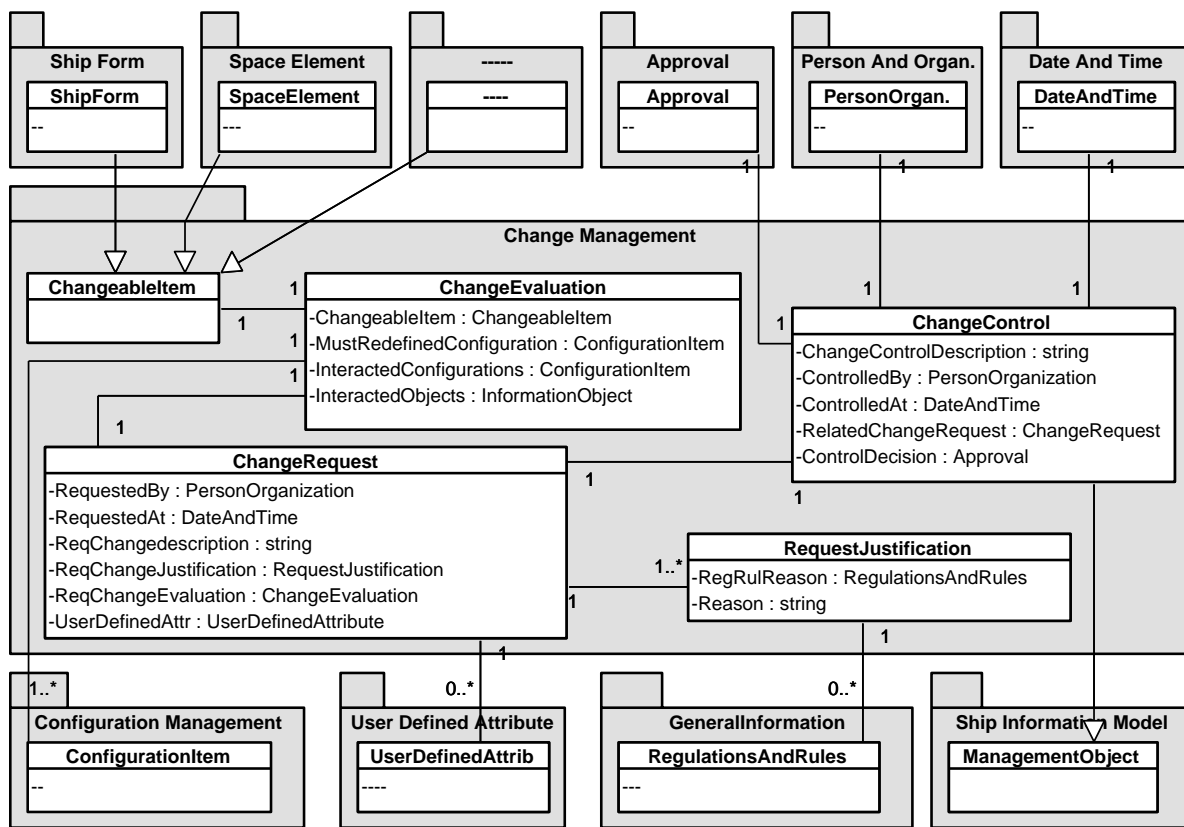 Ship Form
Space Element
-----
Approval
Person And Organ.
Date And Time
ShipForm
SpaceElement
----
Approval
PersonOrgan.
DateAndTime
--
---
--
--
--
1
1
1
Change Management
ChangeableItem
1
1
ChangeEvaluation
-ChangeableItem : ChangeableItem
-MustRedefinedConfiguration : ConfigurationItem
-InteractedConfigurations : ConfigurationItem
-InteractedObjects : InformationObject
1
1
1
1
1
1
ChangeControl
-ChangeControlDescription : string
-ControlledBy : PersonOrganization
-ControlledAt : DateAndTime
-RelatedChangeRequest : ChangeRequest
-ControlDecision : Approval
ChangeRequest
-RequestedBy : PersonOrganization
-RequestedAt : DateAndTime
-ReqChangedescription : string
-ReqChangeJustification : RequestJustification
-ReqChangeEvaluation : ChangeEvaluation
-UserDefinedAttr : UserDefinedAttribute
1
1
1..*
1
RequestJustification
-RegRulReason : RegulationsAndRules
-Reason : string
1
1
1..*
0..*
0..*
Configuration Management
User Defined Attribute
GeneralInformation
Ship Information Model
ConfigurationItem
UserDefinedAttrib
RegulationsAndRules
ManagementObject
--
----
---